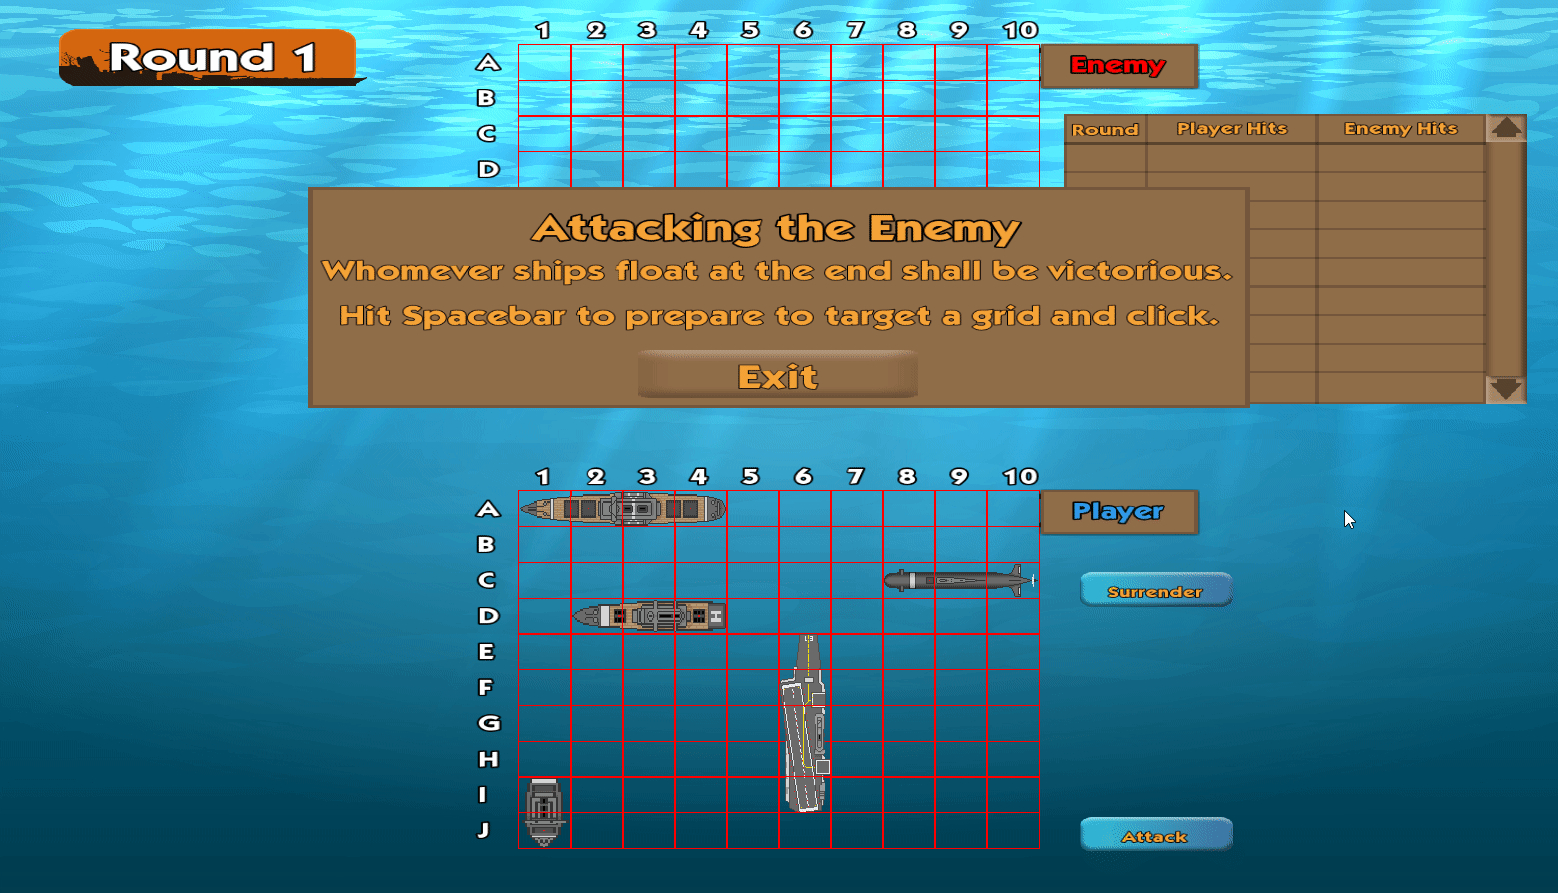 Round 1
1 2 3 4 5 6 7 8 9 10
A
B
C
D
Enemy
Round Player Hits Enemy Hits
Attacking the Enemy
Whomever ships float at the end shall be victorious.
Hit Spacebar to prepare to target a grid and click.
Exit
1 2 3 4 5 6 7 8 9 10
A
B
C
D
E
F
G
H
I
J
H
Player
Surrender
Attack